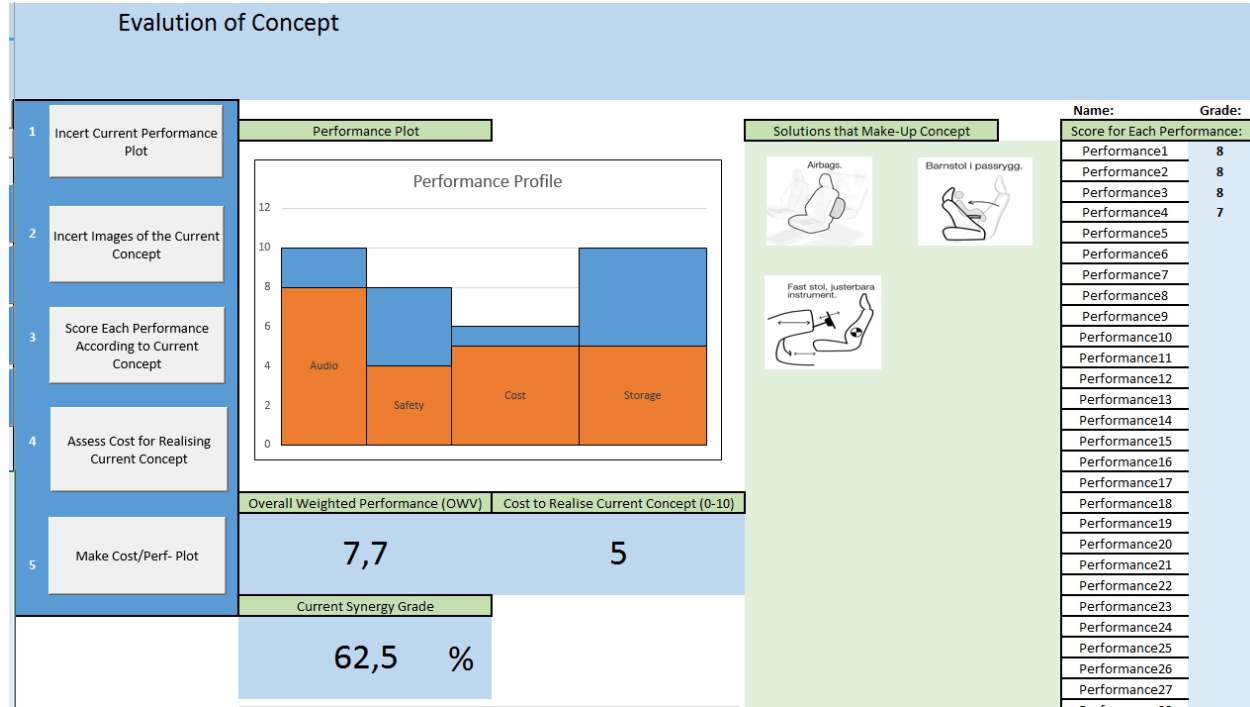 Evalution of Concept
1
Incert Current Performance
Plot
2
Incert Images of the Current
Concept
3
Score Each Performance
According to Current
Concept
4
Assess Cost for Realising
Current Concept
5
Make Cost/Perf- Plot
Performance Plot
Performance Profile
12
10
8
6
4
2
0
Audio
Safety
Cost
Storage
Overall Weighted Performance (OWV)
Cost to Realise Current Concept (0-10)
7,7
5
Current Synergy Grade
62,5 %
Solutions that Make-Up Concept
Airbags.
Barnstol i passrygg.
Fast stol, justerbara
instrument.
Name: Grade:
Score for Each Performance:
Performance1 8
Performance2 8
Performance3 8
Performance4 7
Performance5
Performance6
Performance7
Performance8
Performance9
Performance10
Performance11
Performance12
Performance13
Performance14
Performance15
Performance16
Performance17
Performance18
Performance19
Performance20
Performance21
Performance22
Performance23
Performance24
Performance25
Performance26
Performance27